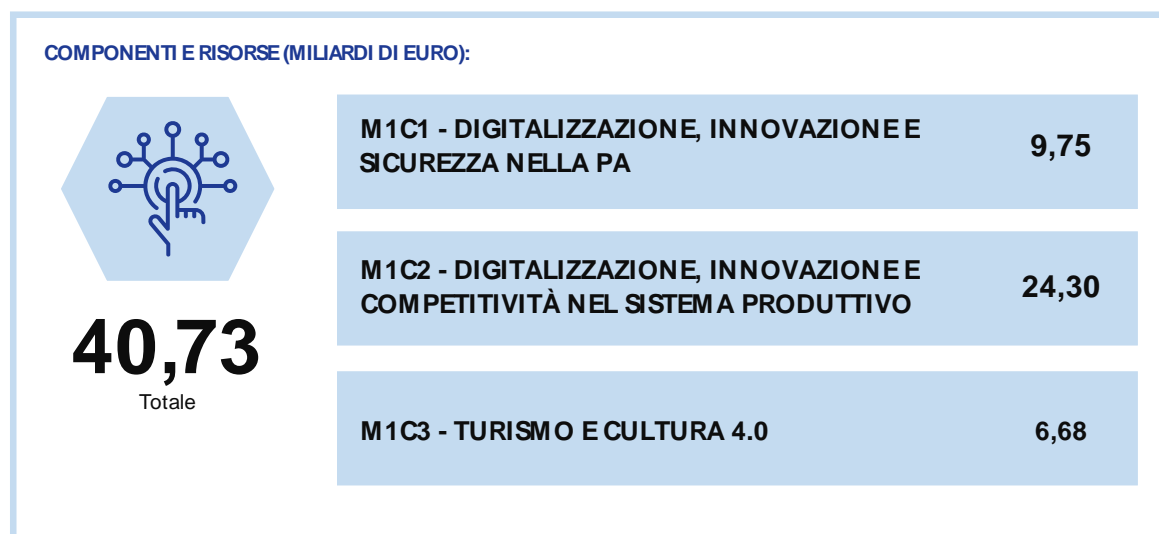 COMPONENTI E RISORSE (MILIARDI DI EURO):
M1C1 - DIGITALIZZAZIONE, INNOVAZIONE E
SICUREZZA NELLA PA
9,75
M1C2 - DIGITALIZZAZIONE, INNOVAZIONE E
COMPETITIVITÀ NEL SISTEMA PRODUTTIVO
24,30
40,73
Totale
M1C3 - TURISMO E CULTURA 4.0
6,68